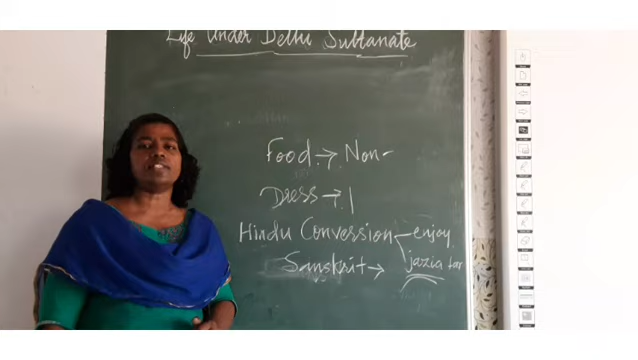 Life Under Delhi Sultanate
Food → Non-
Dress →
Hindu Conversion enjoy
jazia tax
Sanskrit →